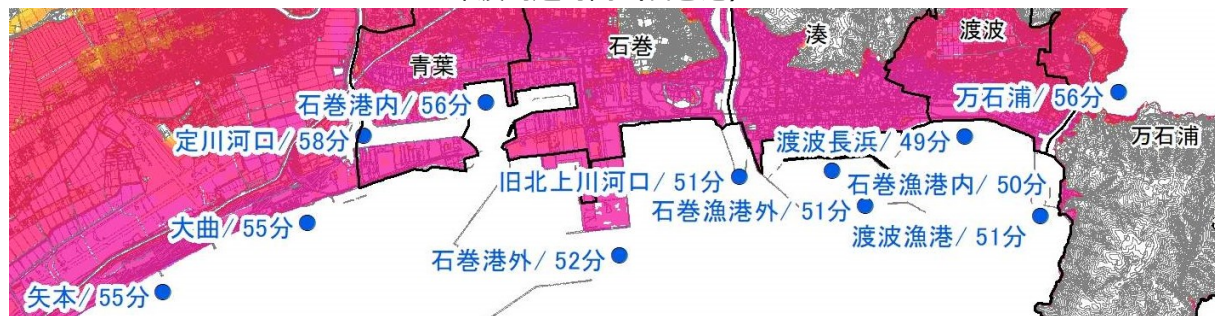 石巻
湊
渡波
青葉
石巻港内/56分
万石浦/56分
定川河口/58分
渡波長浜/49分
万石浦
旧北上川河口/51分
石巻漁港内/50分
石巻漁港外/51分
大曲/55分
渡波漁港/51分
石巻港外/52分
矢本/55分